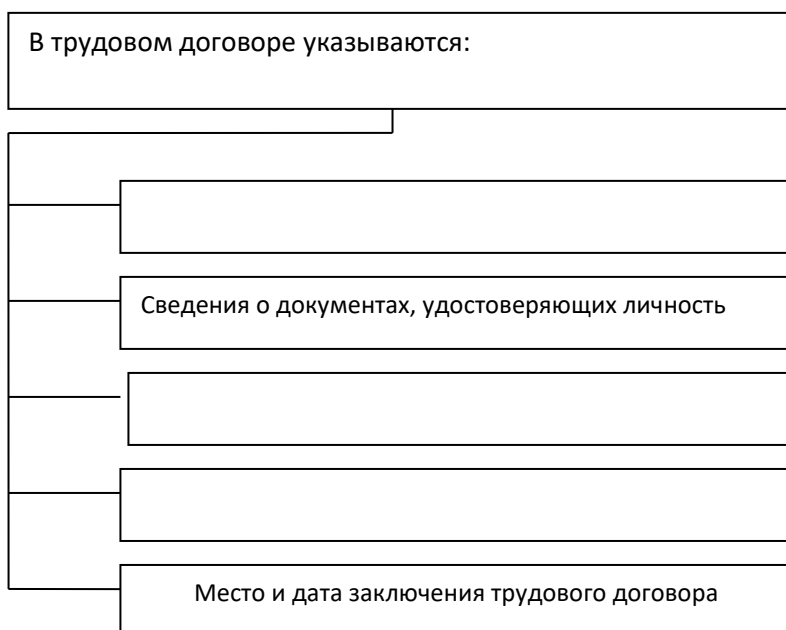 В трудовом договоре указываются:
Сведения о документах, удостоверяющих личность
Место и дата заключения трудового договора